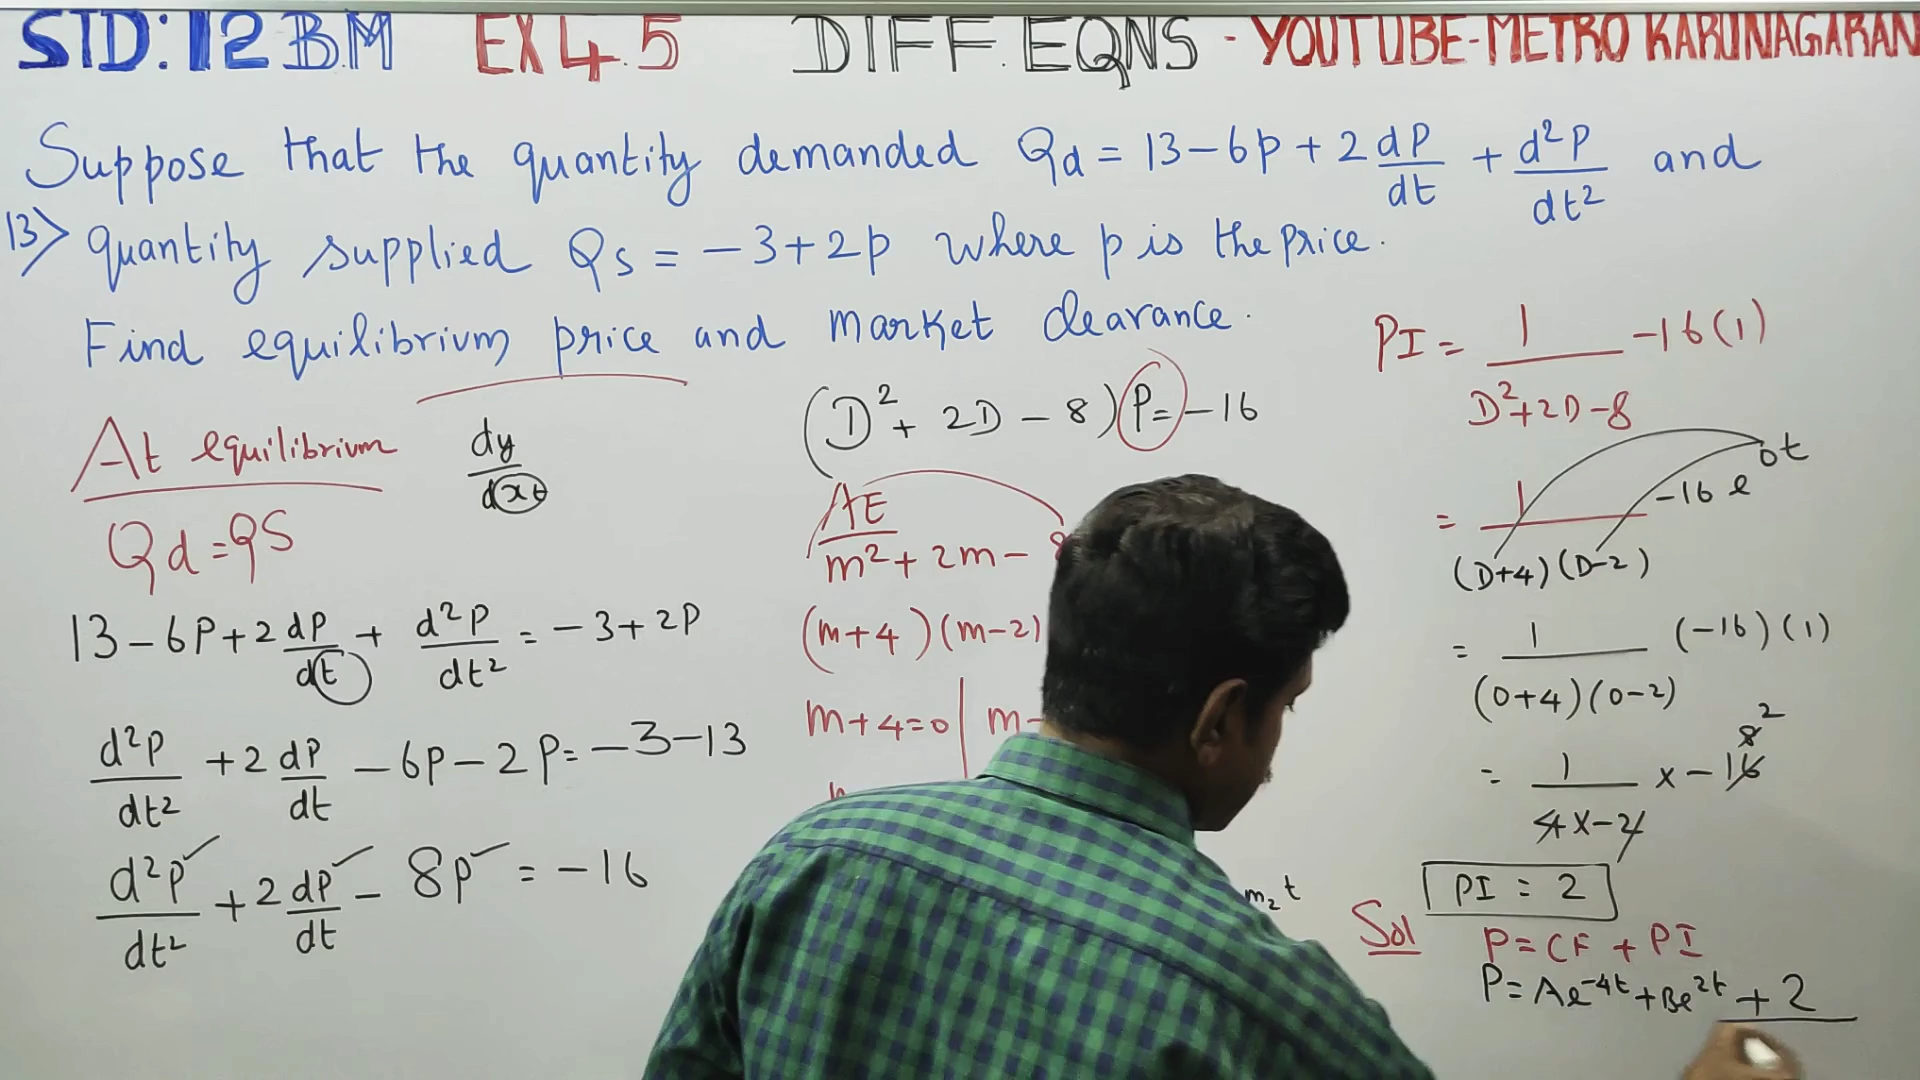 STD:12 BM EX 4.5 DIFF. EQNS - YOUTUBE-METRO KARUNAGARAN
Suppose that the quantity demanded Qd = 13-6p + 2 dP/dt + d²P/dt² and
13> quantity supplied Qs = -3+2p where p is the price.
Find equilibrium price and market clearance.
At equilibrium
dy/dxt
Qd = QS
13-6P+2 dP/dt + d²P/dt² = -3+2P
d²P/dt² +2 dP/dt - 6P - 2P = -3-13
d²P/dt² +2 dP/dt - 8P = -16
(D² + 2D - 8) P = -16
AE
m² + 2m - 8
(m+4)(m-2)
m+4=0 | m-
m₂t
PI = 1/(D²+2D-8) -16(1)
= 1/((D+4)(D-2)) -16 e^0t
= 1/((0+4)(0-2)) (-16)(1)
= 1/(4x-2) x -16 8 2
PI = 2
Sol P = CF + PI
P = Ae^-4t + Be^2t + 2